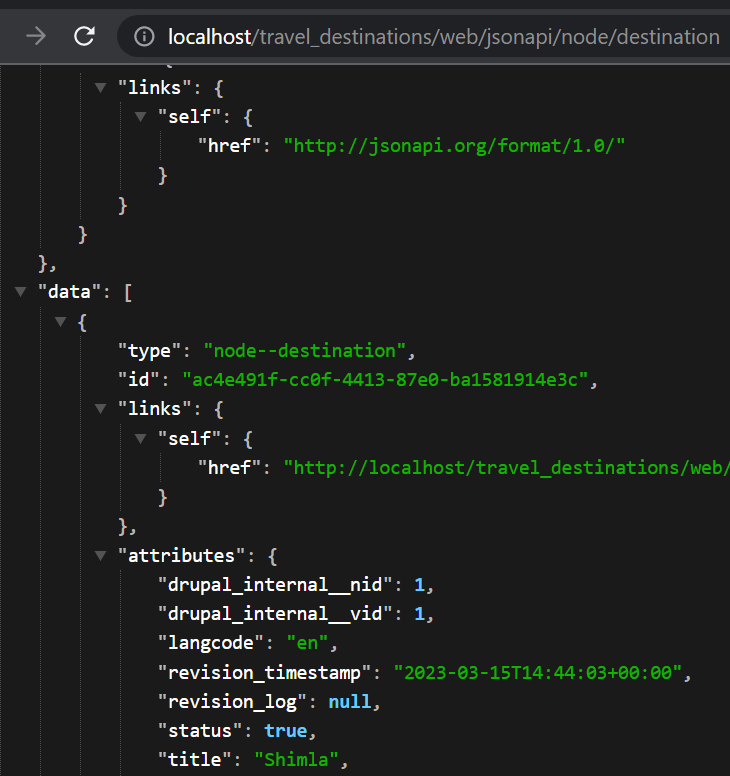 localhost/travel_destinations/web/jsonapi/node/destination
"links": {
"self": {
"href": "http://jsonapi.org/format/1.0/"
}
}
}
},
"data": [
{
"type": "node--destination",
"id": "ac4e491f-cc0f-4413-87e0-ba1581914e3c",
"links": {
"self": {
"href": "http://localhost/travel_destinations/web/
}
},
"attributes": {
"drupal_internal__nid": 1,
"drupal_internal__vid": 1,
"langcode": "en",
"revision_timestamp": "2023-03-15T14:44:03+00:00",
"revision_log": null,
"status": true,
"title": "Shimla",